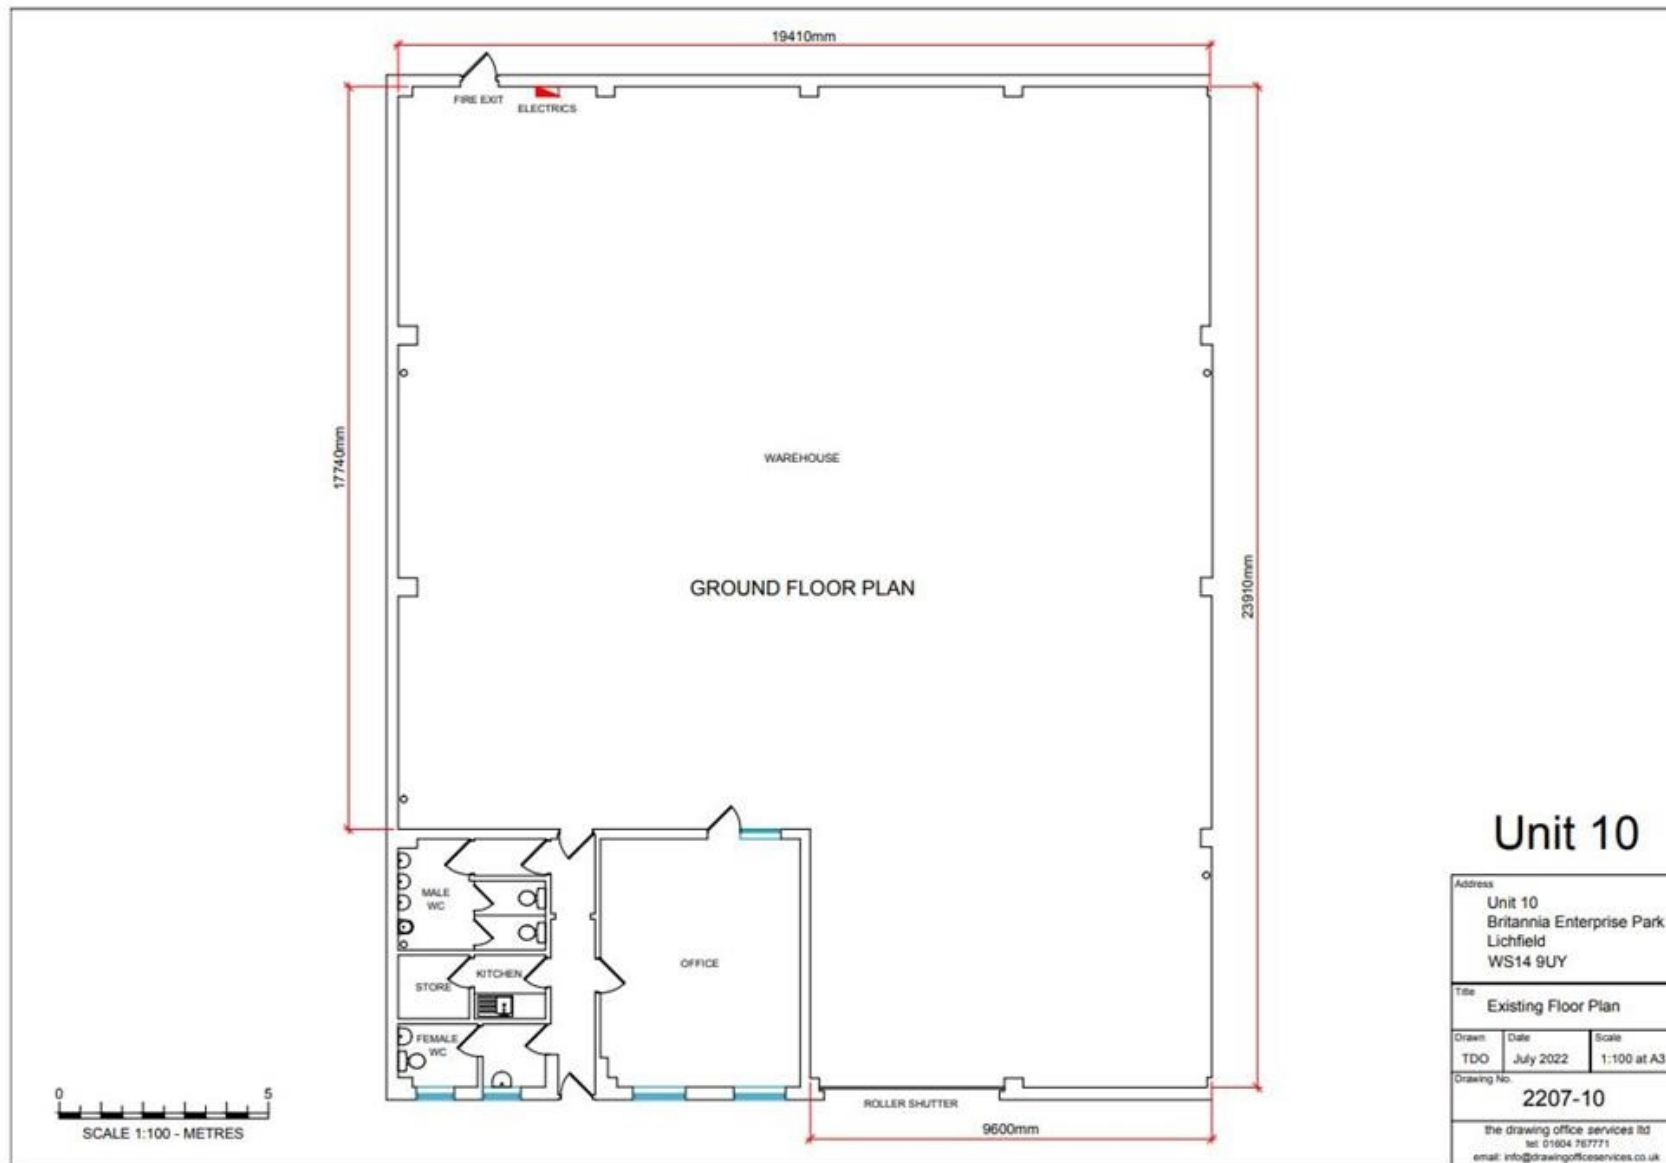 19410mm
FIRE EXIT
ELECTRICS
17740mm
WAREHOUSE
GROUND FLOOR PLAN
23910mm
MALE
WC
OFFICE
KITCHEN
STORE
FEMALE
WC
ROLLER SHUTTER
9600mm
0 5
SCALE 1:100 - METRES
Unit 10
Address
Unit 10
Britannia Enterprise Park
Lichfield
WS14 9UY
Title
Existing Floor Plan
Drawn Date Scale
TDO July 2022 1:100 at A3
Drawing No.
2207-10
the drawing office services ltd
tel: 01604 767771
email: info@drawingofficeservices.co.uk